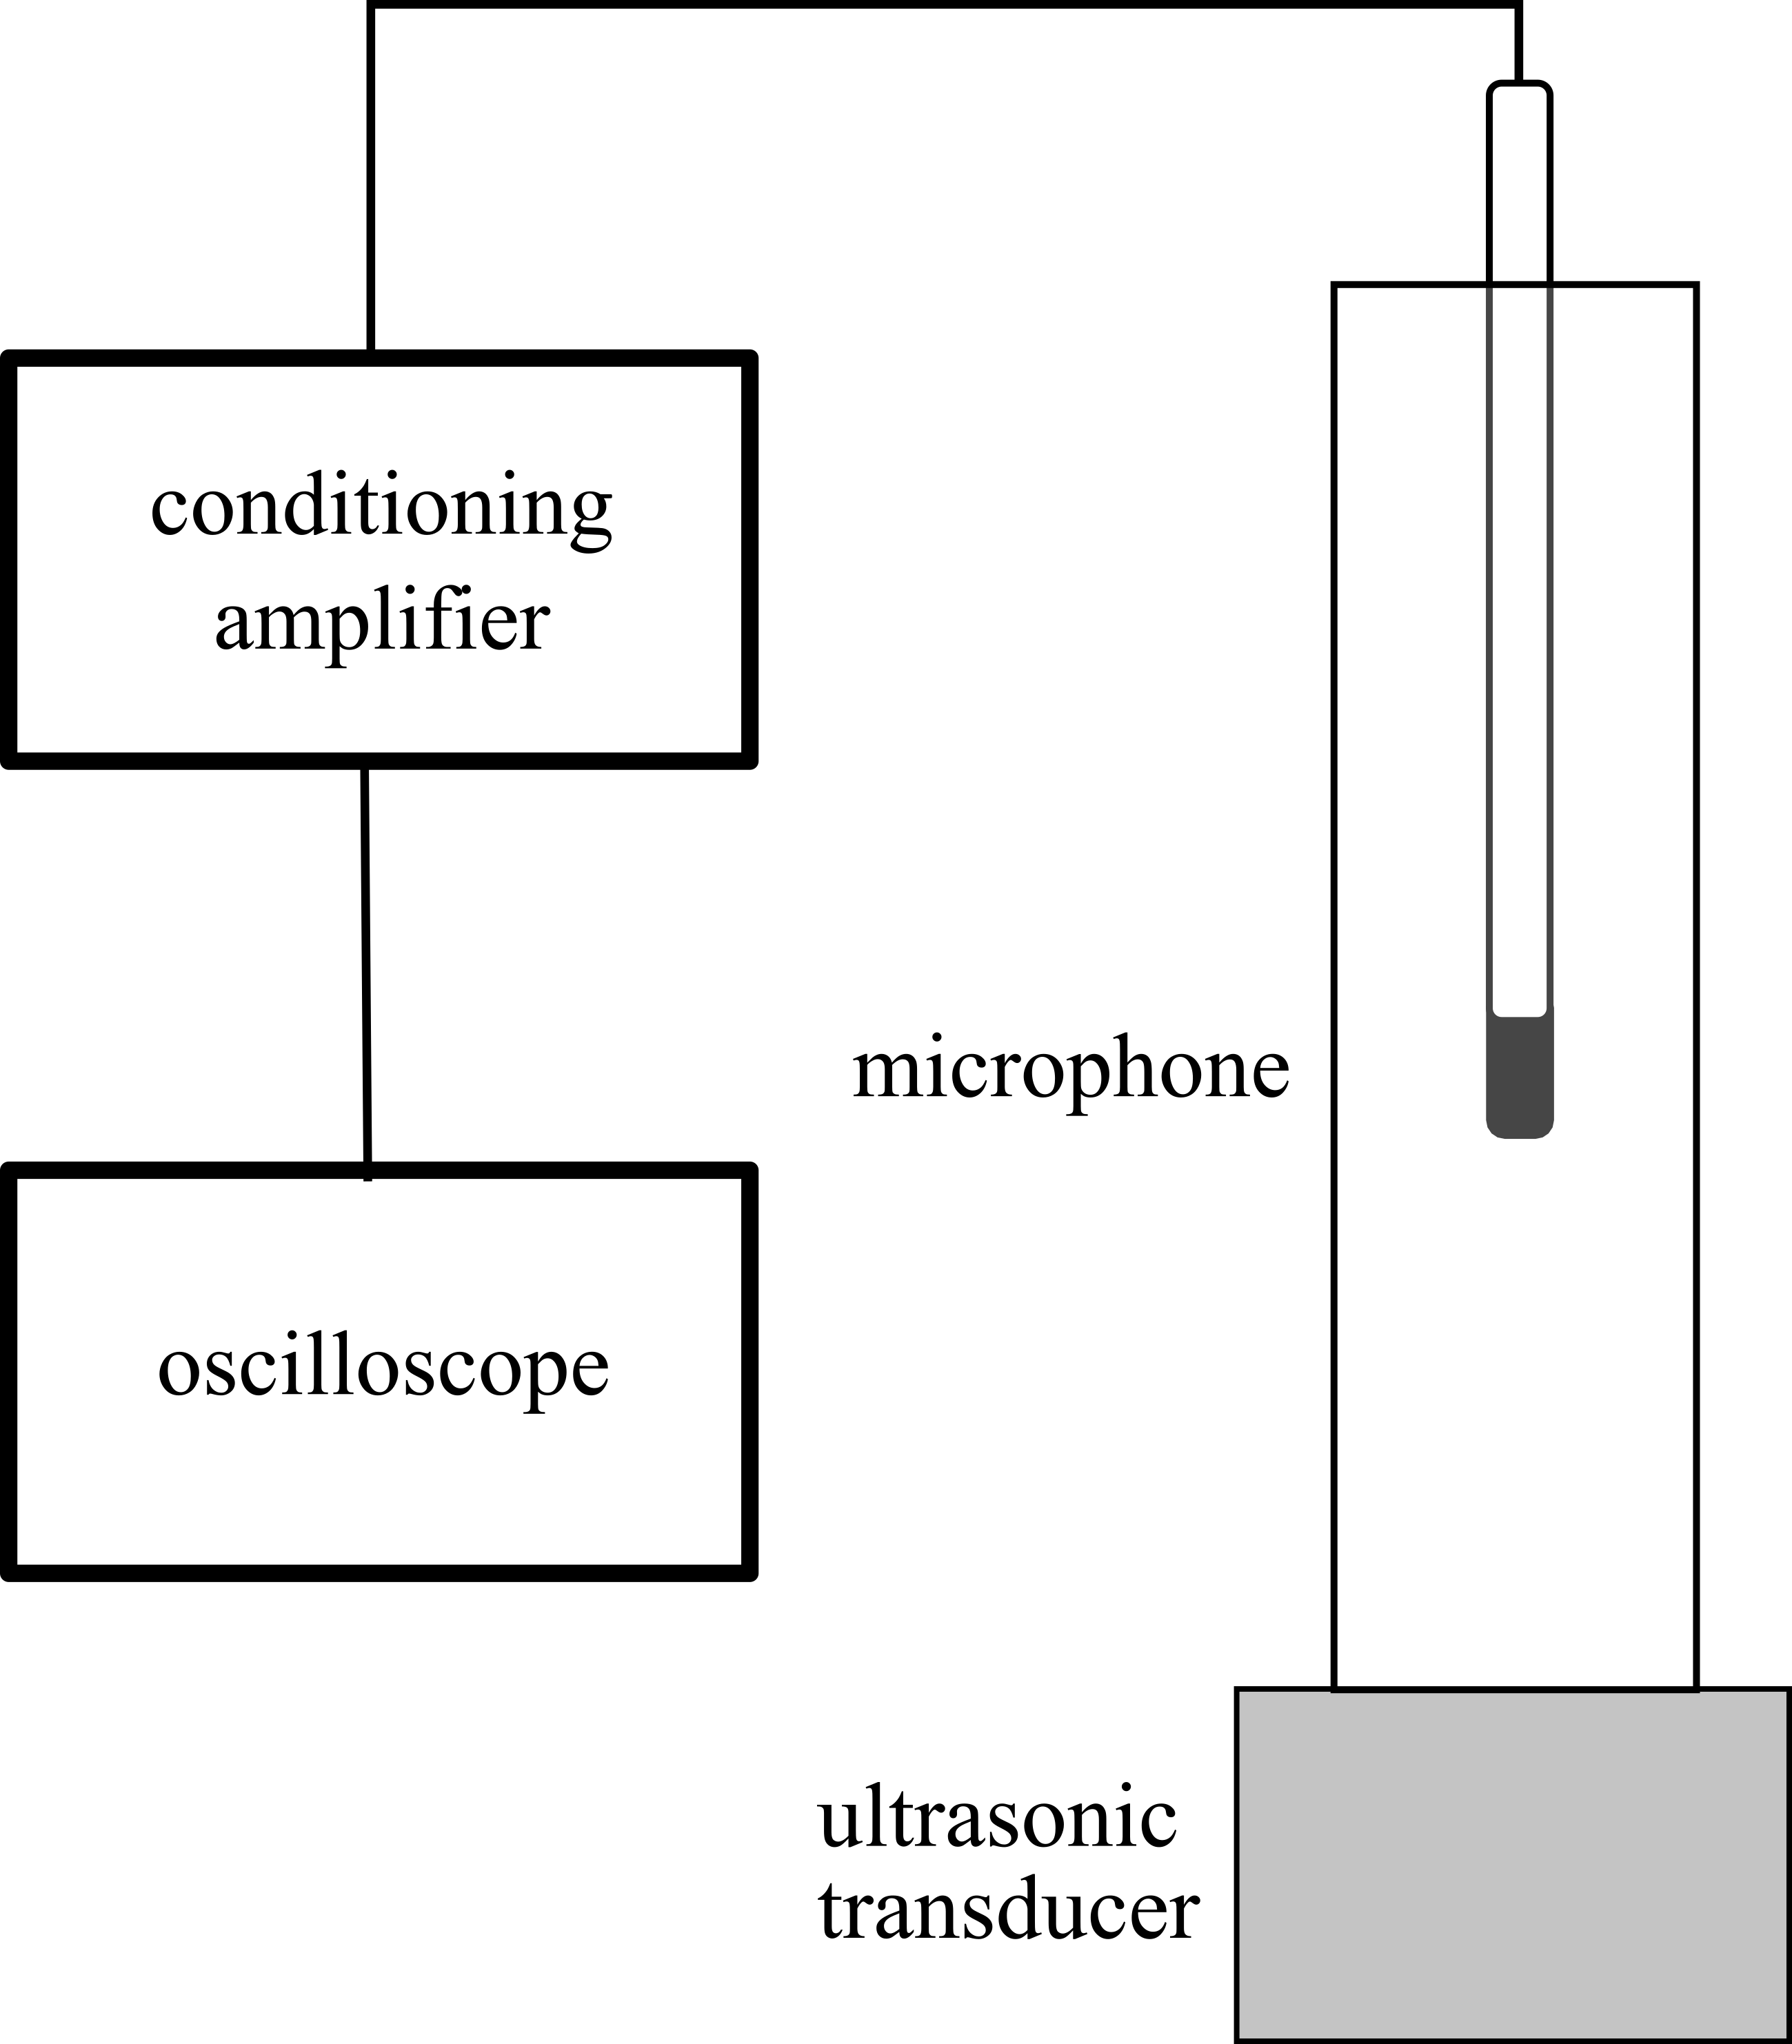 conditioning
amplifier
microphone
oscilloscope
ultrasonic
transducer